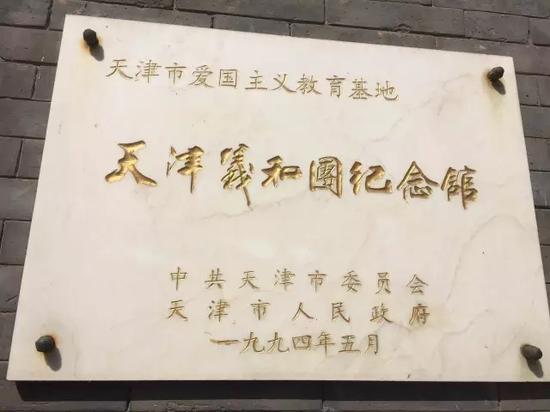 天津市爱国主义教育基地
天津義和團纪念館
中共天津市委员会
天津市人民政府
一九九四年五月